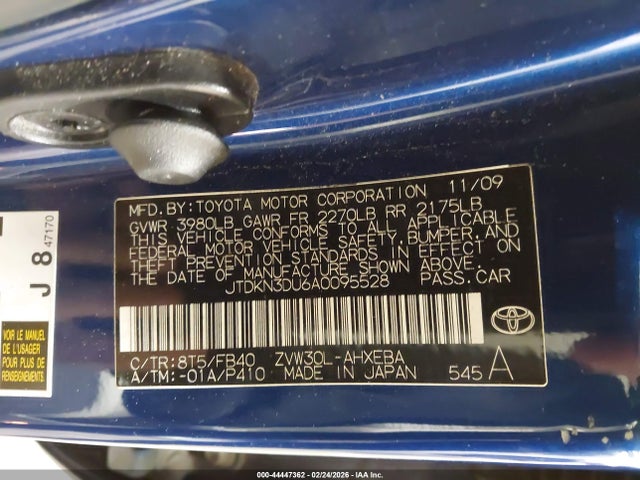 MFD.BY:TOYOTA MOTOR CORPORATION 11/09
GVWR 3980LB GAWR FR 2270LB RR 2175LB
THIS VEHICLE CONFORMS TO ALL APPLICABLE
FEDERAL MOTOR VEHICLE SAFETY,BUMPER,AND
THEFT PREVENTION STANDARDS IN EFFECT ON
THE DATE OF MANUFACTURE SHOWN ABOVE.
JTDKN3DU6A0095528 PASS.CAR
C/TR:8T5/FB40 ZVW30L-AHXEBA
A/TM:-01A/P410 MADE IN JAPAN 545 A
J 8 47170
VOIR LE MANUEL
DE L'USAGER
POUR PLUS DE
DÉTAILS
000-44447362 - 02/24/2026 - IAA Inc.